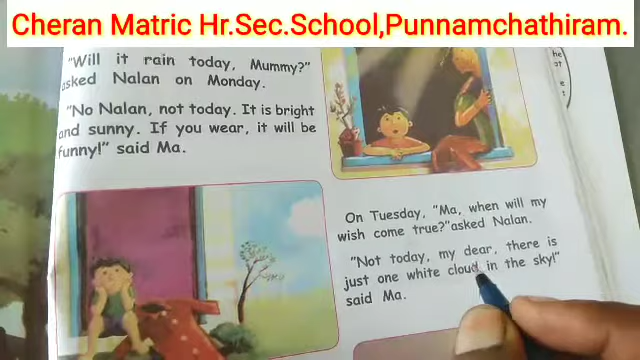 Cheran Matric Hr.Sec.School,Punnamchathiram.
"Will it rain today, Mummy?"
asked Nalan on Monday.
"No Nalan, not today. It is bright
and sunny. If you wear, it will be
funny!" said Ma.
On Tuesday, "Ma, when will my
wish come true?"asked Nalan.
"Not today, my dear, there is
just one white cloud in the sky!"
said Ma.